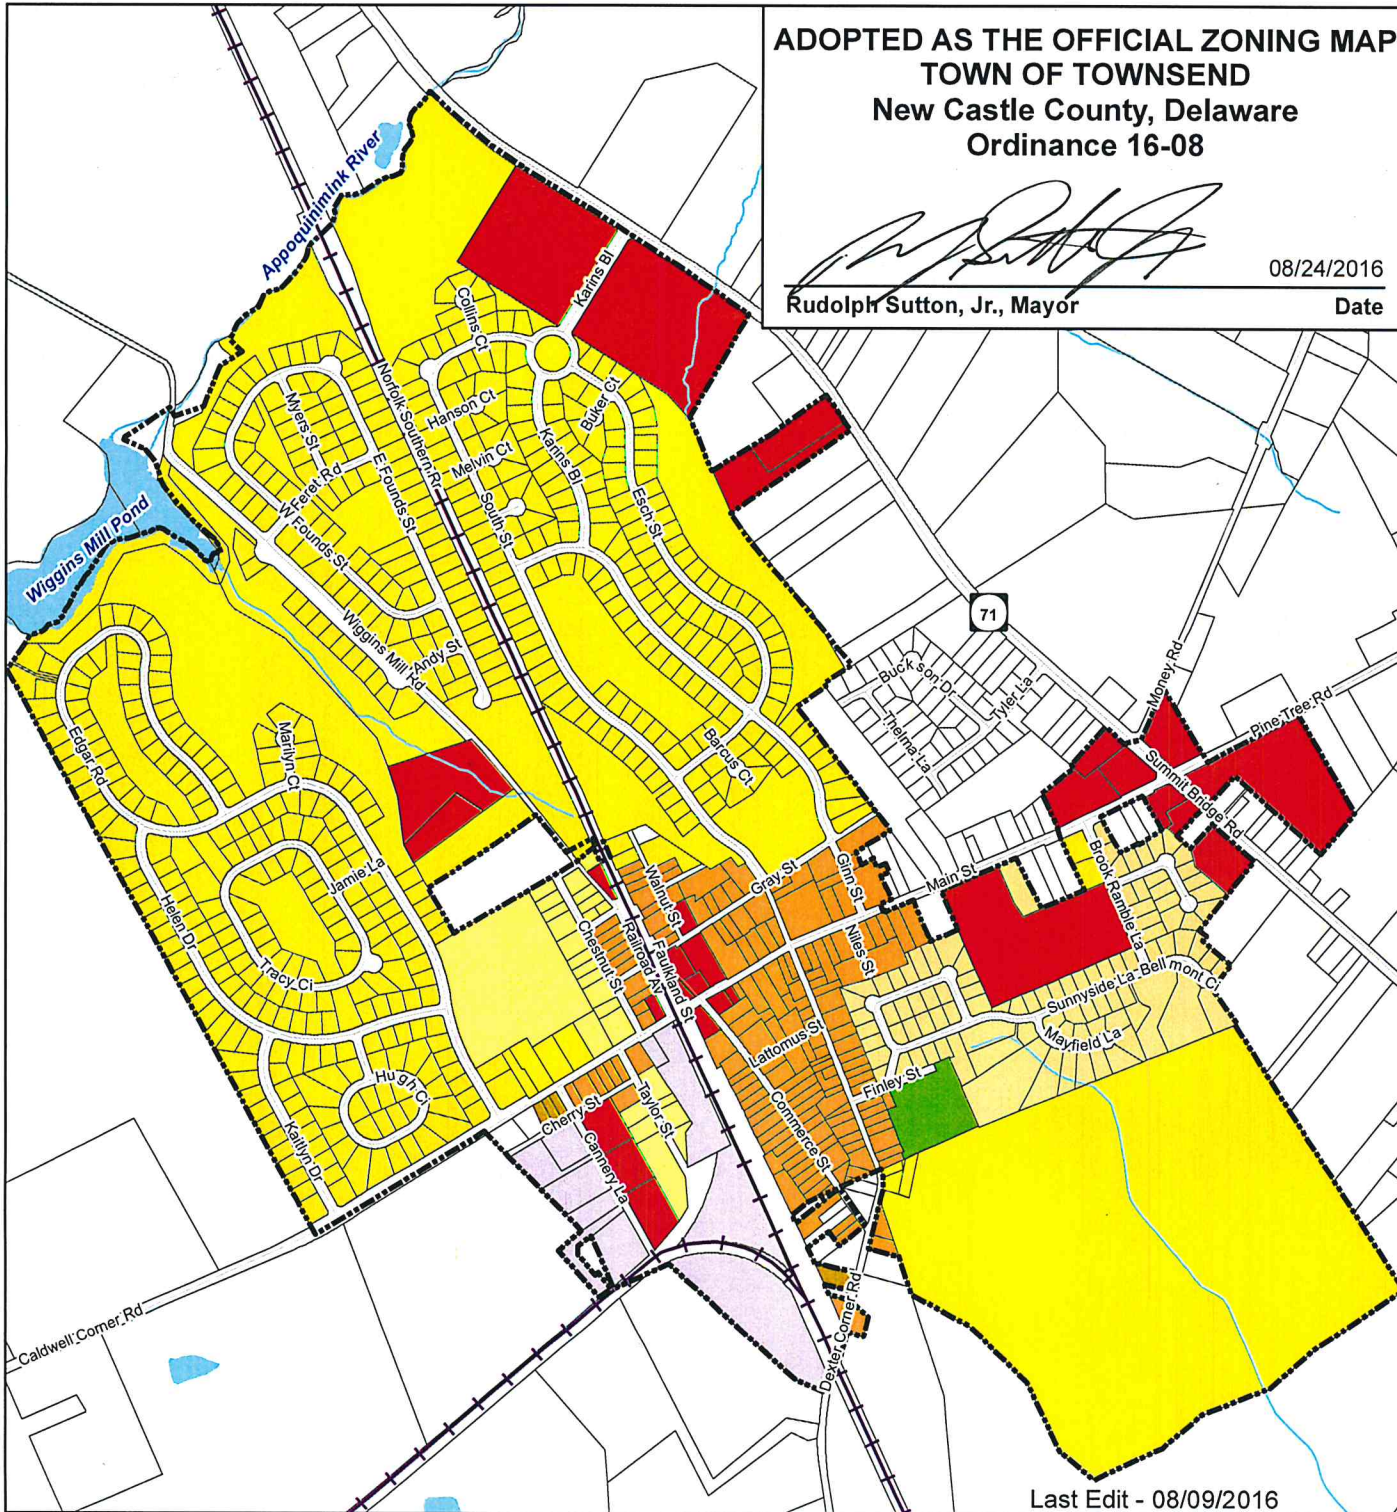 ADOPTED AS THE OFFICIAL ZONING MAP
TOWN OF TOWNSEND
New Castle County, Delaware
Ordinance 16-08
08/24/2016
Rudolph Sutton, Jr., Mayor
Date
Appoquinimink River
Karins Bl
Collins Ct
Norfolk Southern Rr
Hanson Ct
Buker Ct
Myers St
Karins Bl
Melvin Ct
E Founds St
Feret Rd
South St
Esch St
W Founds St
Wiggins Mill Pond
71
Wiggins Mill Rd
Andy St
Buckson Dr
Tyler La
Money Rd
Thelma La
Pine Tree Rd
Marilyn Ct
Edgar Rd
Barcus Ct
Summit Bridge Rd
Jamie La
Walnut St
Gray St
Ginn St
Main St
Brook Ramble La
Helen Dr
Chestnut St
Railroad Av
Faulkland St
Niles St
Tracy Ci
Sunnyside La
Bellmont Ci
Lattomus St
Mayfield La
Hugh Ci
Finley St
Taylor St
Cherry St
Commerce St
Kaitlyn Dr
Cannery La
Caldwell Corner Rd
Dexter Corner Rd
Last Edit - 08/09/2016